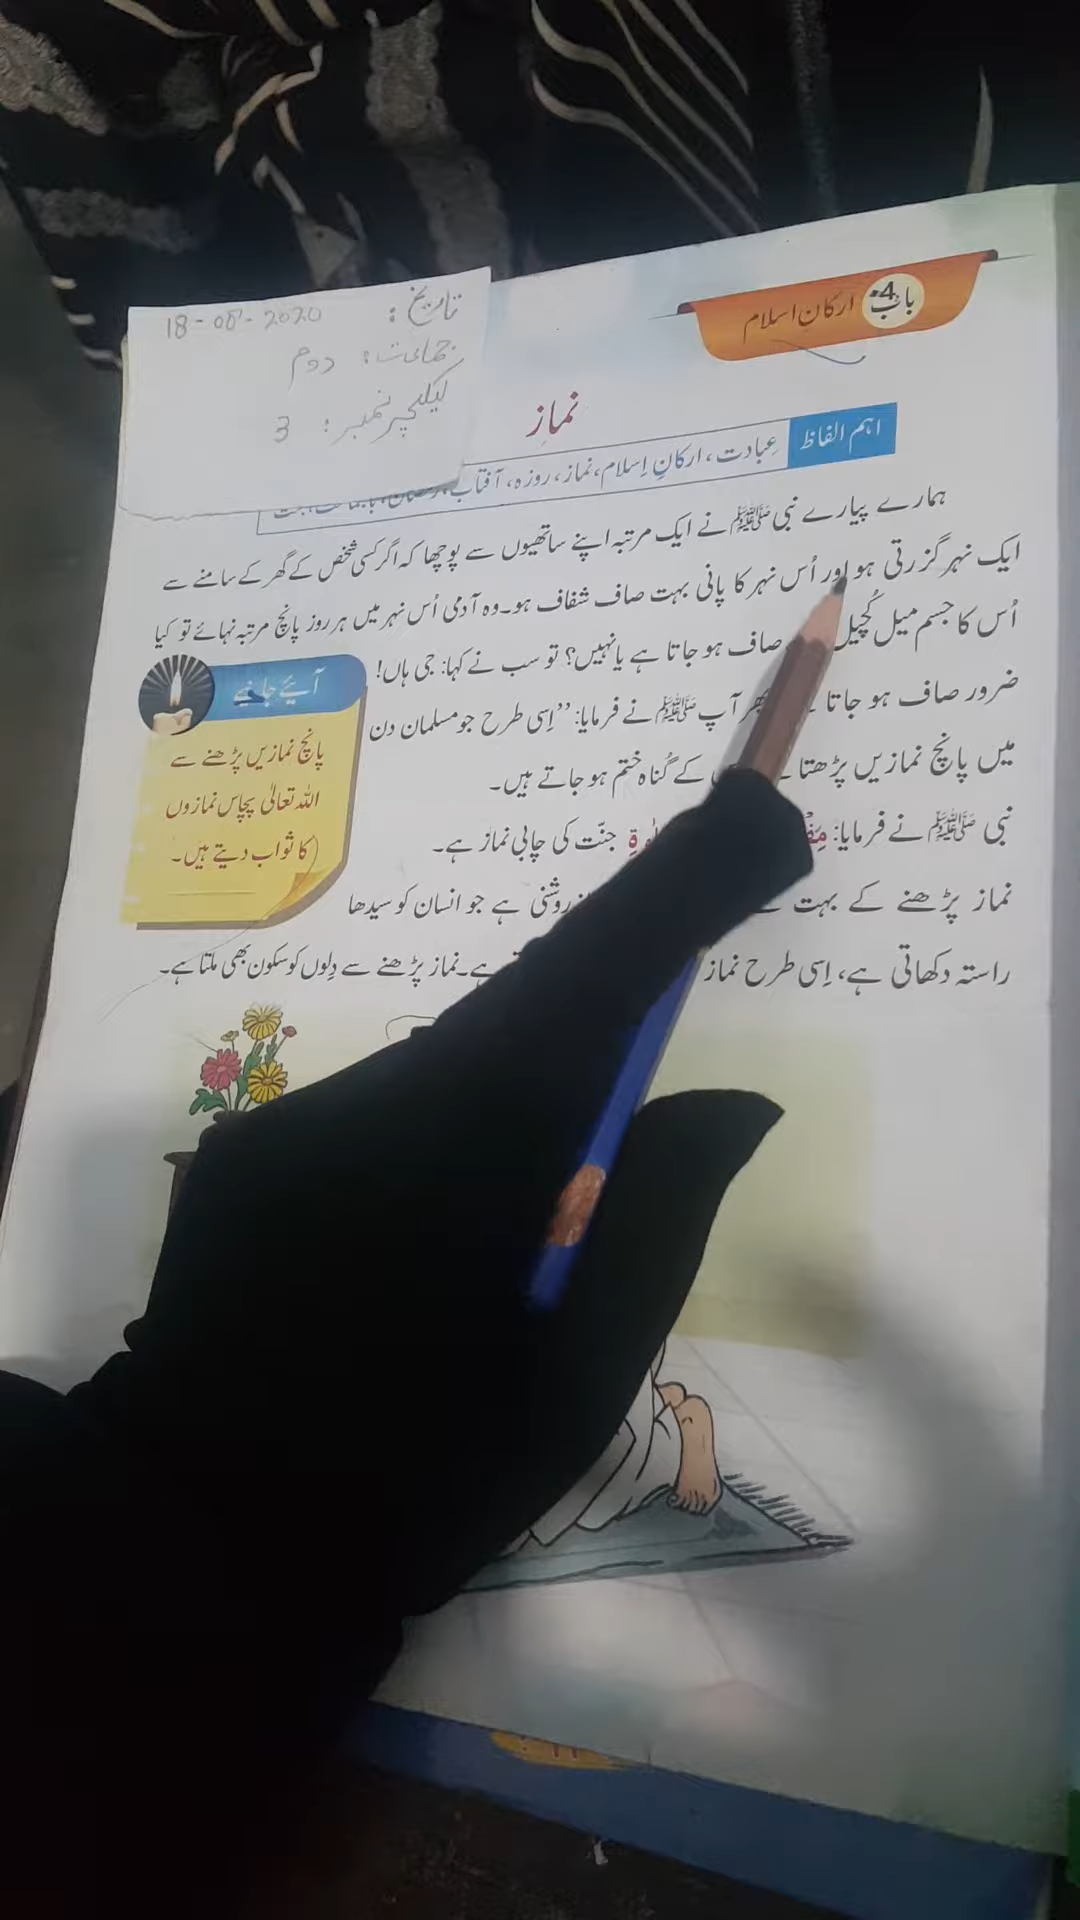 تاریخ: 18-08-2020
جماعت: دوم
لیکچر نمبر: 3
باب 4.
ارکان اسلام
نماز
اہم الفاظ
عِبادت، ارکانِ اِسلام، نماز، روزہ، آفتاب،
ہمارے پیارے نبی ﷺ نے ایک مرتبہ اپنے ساتھیوں سے پوچھا کہ اگر کسی شخص کے گھر کے سامنے سے
ایک نہر گزرتی ہو اور اُس نہر کا پانی بہت صاف شفاف ہو۔ وہ آدمی اُس نہر میں ہر روز پانچ مرتبہ نہائے تو کیا
اُس کا جسم میل کُچیل صاف ہو جاتا ہے یا نہیں؟ تو سب نے کہا: جی ہاں!
ضرور صاف ہو جاتا آپ ﷺ نے فرمایا: ”اِسی طرح جو مسلمان دن
میں پانچ نمازیں پڑھتا کے گُناہ ختم ہو جاتے ہیں۔
نبی ﷺ نے فرمایا: جنّت کی چابی نماز ہے۔
نماز پڑھنے کے بہت روشنی ہے جو انسان کو سیدھا
راستہ دکھاتی ہے، اِسی طرح نماز ہے۔ نماز پڑھنے سے دِلوں کو سکون بھی ملتا ہے۔
آئیے جانیے
پانچ نمازیں پڑھنے سے
اللہ تعالٰی پچاس نمازوں
کا ثواب دیتے ہیں۔